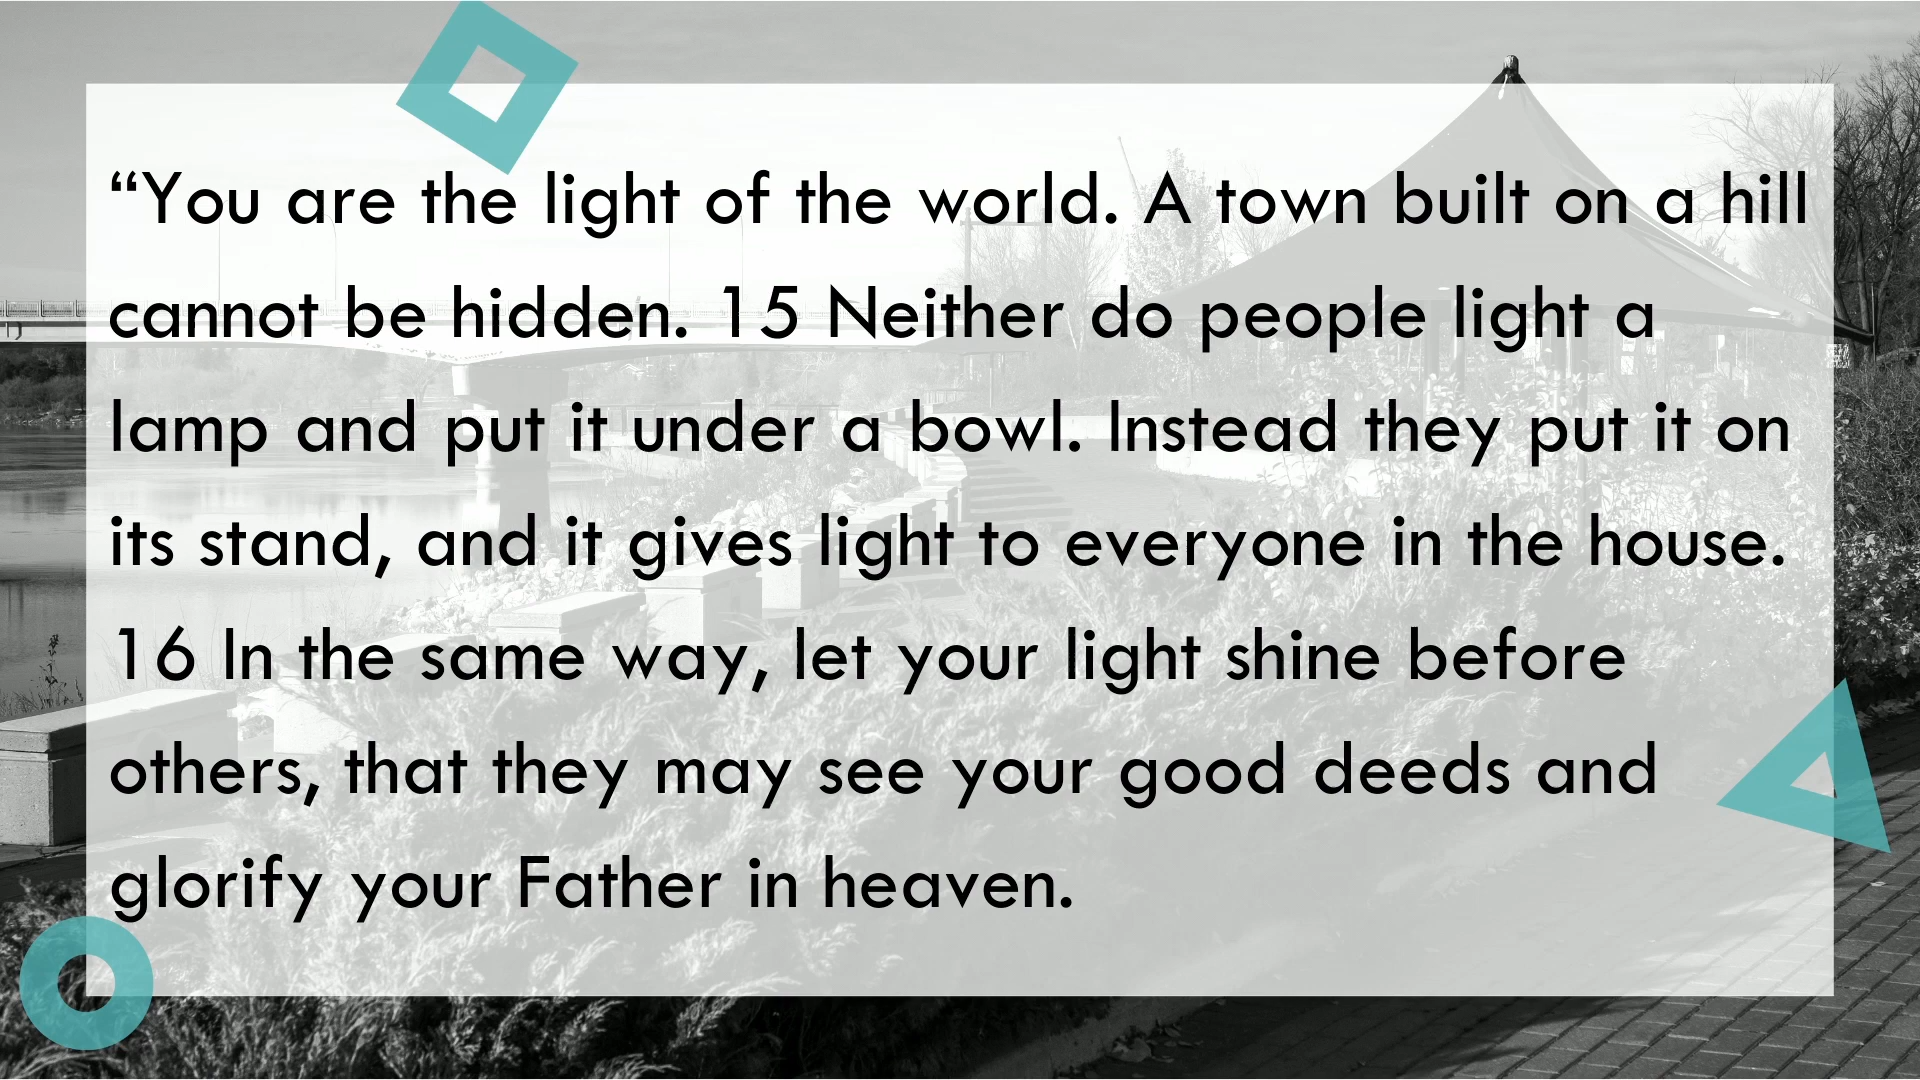 “You are the light of the world. A town built on a hill
cannot be hidden. 15 Neither do people light a
lamp and put it under a bowl. Instead they put it on
its stand, and it gives light to everyone in the house.
16 In the same way, let your light shine before
others, that they may see your good deeds and
glorify your Father in heaven.